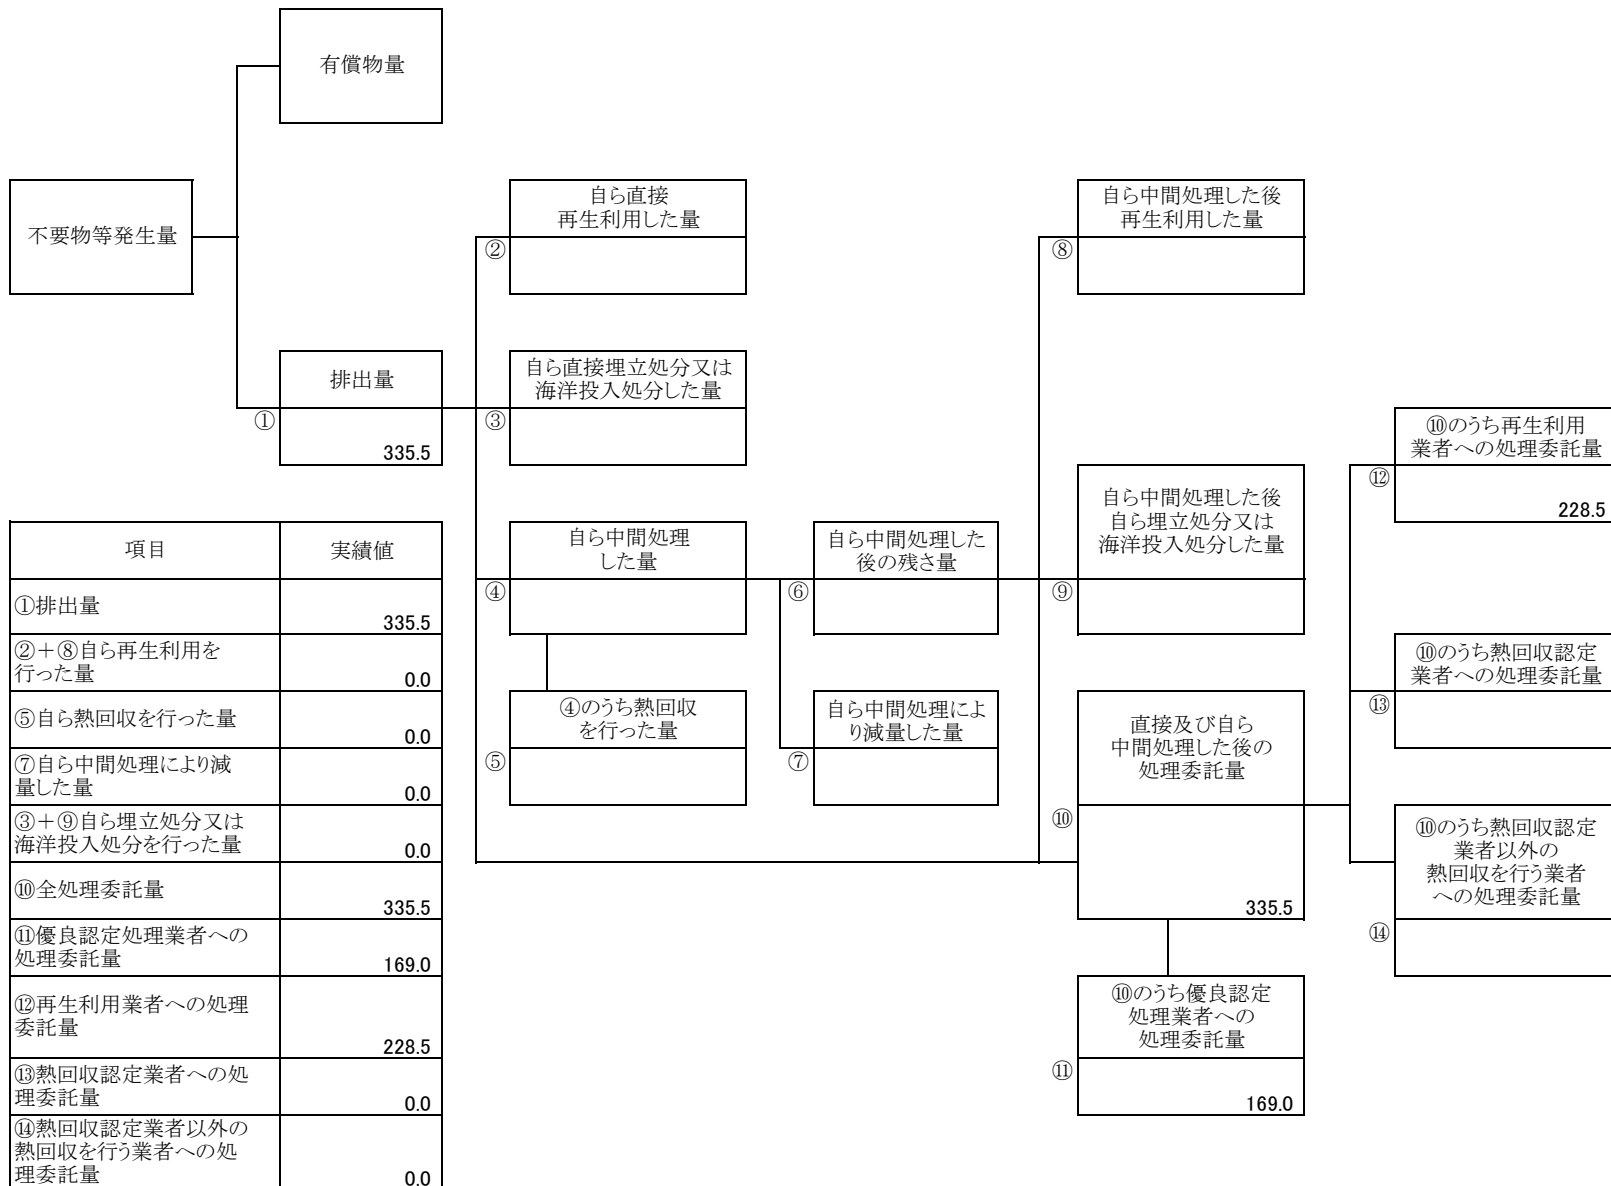 有償物量
不要物等発生量
自ら直接
再生利用した量
②
自ら中間処理した後
再生利用した量
⑧
排出量
①
335.5
自ら直接埋立処分又は
海洋投入処分した量
③
⑩のうち再生利用
業者への処理委託量
⑫
228.5
自ら中間処理した後
自ら埋立処分又は
海洋投入処分した量
⑨
自ら中間処理
した量
④
自ら中間処理した
後の残さ量
⑥
④のうち熱回収
を行った量
⑤
自ら中間処理によ
り減量した量
⑦
直接及び自ら
中間処理した後の
処理委託量
⑩
335.5
⑩のうち熱回収認定
業者への処理委託量
⑬
⑩のうち熱回収認定
業者以外の
熱回収を行う業者
への処理委託量
⑭
⑩のうち優良認定
処理業者への
処理委託量
⑪
169.0
項目 実績値
①排出量 335.5
②+⑧自ら再生利用を
行った量 0.0
⑤自ら熱回収を行った量 0.0
⑦自ら中間処理により減
量した量 0.0
③+⑨自ら埋立処分又は
海洋投入処分を行った量 0.0
⑩全処理委託量 335.5
⑪優良認定処理業者への
処理委託量 169.0
⑫再生利用業者への処理
委託量 228.5
⑬熱回収認定業者への処
理委託量 0.0
⑭熱回収認定業者以外の
熱回収を行う業者への処
理委託量 0.0